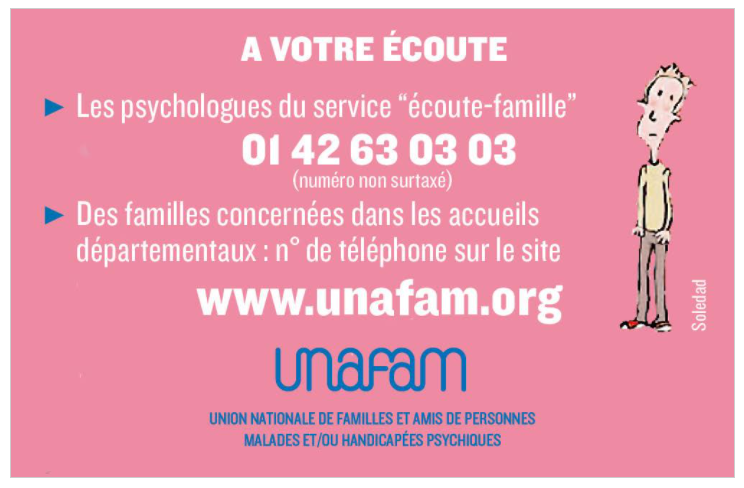 A VOTRE ÉCOUTE
► Les psychologues du service “écoute-famille”
01 42 63 03 03
(numéro non surtaxé)
► Des familles concernées dans les accueils
départementaux : n° de téléphone sur le site
www.unafam.org
Soledad
unafam
UNION NATIONALE DE FAMILLES ET AMIS DE PERSONNES
MALADES ET/OU HANDICAPÉES PSYCHIQUES